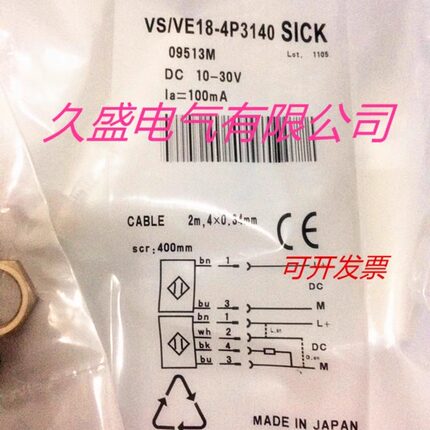 VS/VE18-4P3140 SICK
09513M
Lot. 1105
DC 10-30V
Ia=100mA
久盛电气有限公司
CABLE 2m,4×0,34mm
scr:400mm
CE
可开发票
bn 1
DC
bu 3 M
bn 1 L+
wh 2 L.on
bk 4 DC
D.on
bu 3 M
MADE IN JAPAN